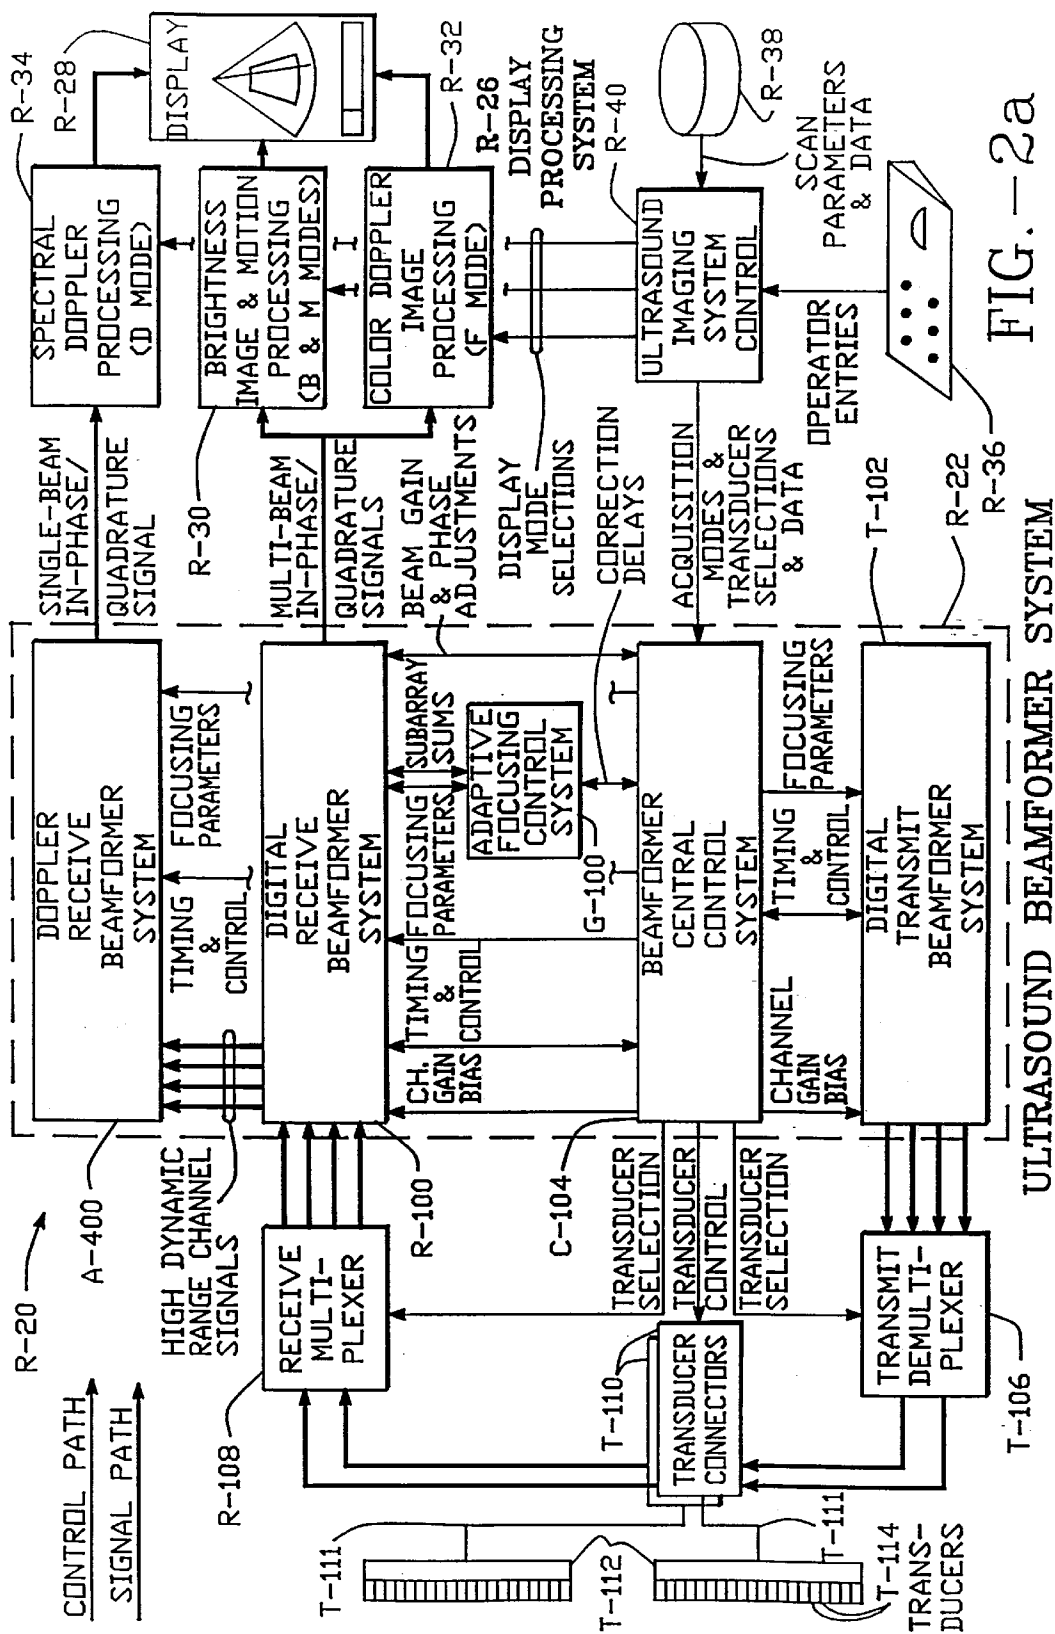 CONTROL PATH
SIGNAL PATH
R-20
A-400
HIGH DYNAMIC
RANGE CHANNEL
SIGNALS
DOPPLER
RECEIVE
BEAMFORMER
SYSTEM
SINGLE-BEAM
IN-PHASE/
QUADRATURE
SIGNAL
SPECTRAL
DOPPLER
PROCESSING
(D MODE)
R-34
R-28
DISPLAY
TIMING
&
CONTROL
FOCUSING
PARAMETERS
R-108
RECEIVE
MULTI-
PLEXER
R-100
DIGITAL
RECEIVE
BEAMFORMER
SYSTEM
R-30
MULTI-BEAM
IN-PHASE/
QUADRATURE
SIGNALS
BRIGHTNESS
IMAGE & MOTION
PROCESSING
(B & M MODES)
COLOR DOPPLER
IMAGE
PROCESSING
(F MODE)
R-32
R-26
DISPLAY
PROCESSING
SYSTEM
BEAM GAIN
& PHASE
ADJUSTMENTS
CH.
GAIN
BIAS
TIMING
&
CONTROL
FOCUSING
PARAMETERS
SUBARRAY
SUMS
ADAPTIVE
FOCUSING
CONTROL
SYSTEM
G-100
DISPLAY
MODE
SELECTIONS
CORRECTION
DELAYS
C-104
BEAMFORMER
CENTRAL
CONTROL
SYSTEM
ACQUISITION
MODES &
TRANSDUCER
SELECTIONS
& DATA
R-40
ULTRASOUND
IMAGING
SYSTEM
CONTROL
R-38
SCAN
PARAMETERS
& DATA
OPERATOR
ENTRIES
R-36
TRANSDUCER
SELECTION
TRANSDUCER
CONTROL
TRANSDUCER
SELECTION
T-110
TRANSDUCER
CONNECTORS
T-111
T-112
T-111
T-114
TRANS-
DUCERS
CHANNEL
GAIN
BIAS
TIMING
&
CONTROL
FOCUSING
PARAMETERS
TRANSMIT
DEMULTI-
PLEXER
T-106
DIGITAL
TRANSMIT
BEAMFORMER
SYSTEM
T-102
R-22
ULTRASOUND BEAMFORMER SYSTEM
FIG.-2a